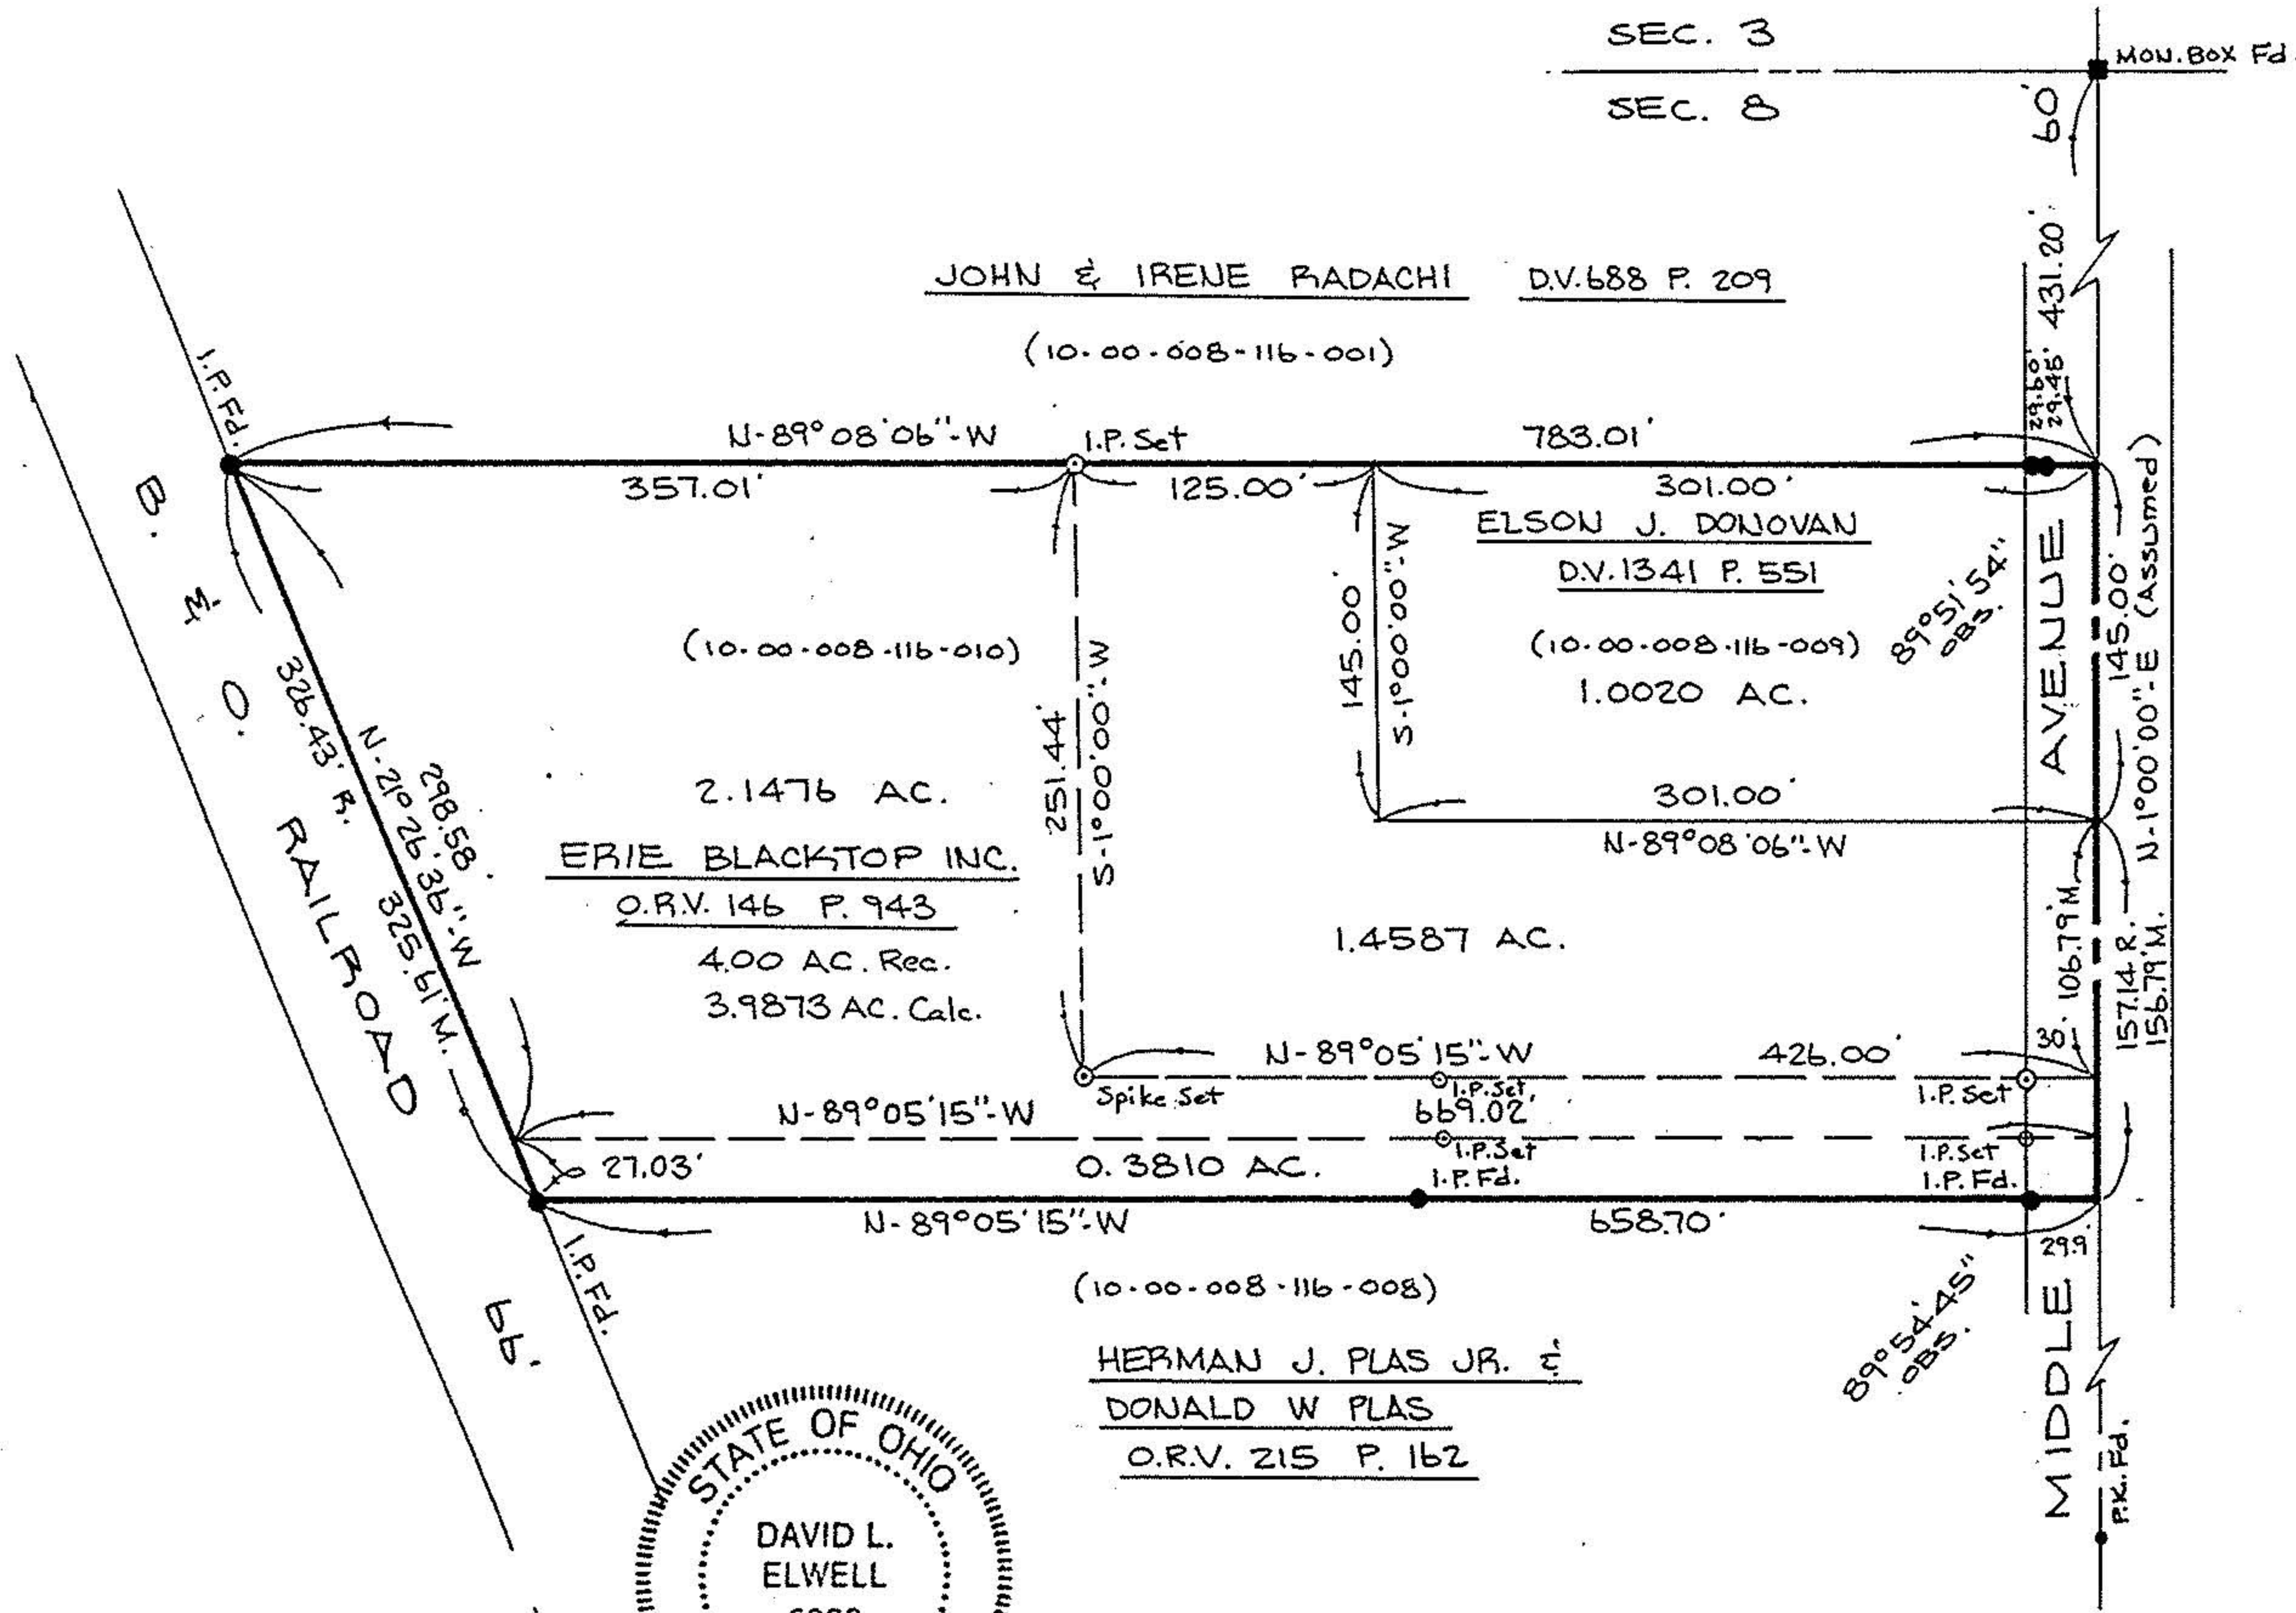 SEC. 3
MON. BOX Fd.
SEC. 8
60'
431.20'
JOHN & IRENE RADACHI D.V.688 P. 209
(10-00-008-116-001)
29.60'
29.45'
I.P. Fd.
N-89°08'06"-W
I.P. Set
783.01'
357.01'
125.00'
301.00'
ELSON J. DONOVAN
D.V.1341 P. 551
(10-00-008-116-009)
1.0020 AC.
89°51'54"
OBS.
145.00'
S-1°00'00"-W
145.00'
N-1°00'00"-E (Assumed)
B. & O. RAILROAD
66'
(10-00-008-116-010)
326.43' R.
298.58'
N-21°26'36"-W
325.61' M.
2.1476 AC.
ERIE BLACKTOP INC.
O.R.V. 146 P. 943
4.00 AC. Rec.
3.9873 AC. Calc.
251.44'
S-1°00'00"-W
301.00'
N-89°08'06"-W
1.4587 AC.
106.79' M.
157.14 R.
156.79' M.
30'
N-89°05'15"-W
426.00'
Spike Set
I.P. Set
I.P. Set
N-89°05'15"-W
669.02'
I.P. Set
I.P. Set
27.03'
0.3810 AC.
I.P. Fd.
I.P. Fd.
N-89°05'15"-W
658.70'
29.9
I.P. Fd.
(10-00-008-116-008)
89°54'45"
OBS.
HERMAN J. PLAS JR. &
DONALD W PLAS
O.R.V. 215 P. 162
MIDDLE AVENUE
P.K. Fd.
STATE OF OHIO
DAVID L.
ELWELL